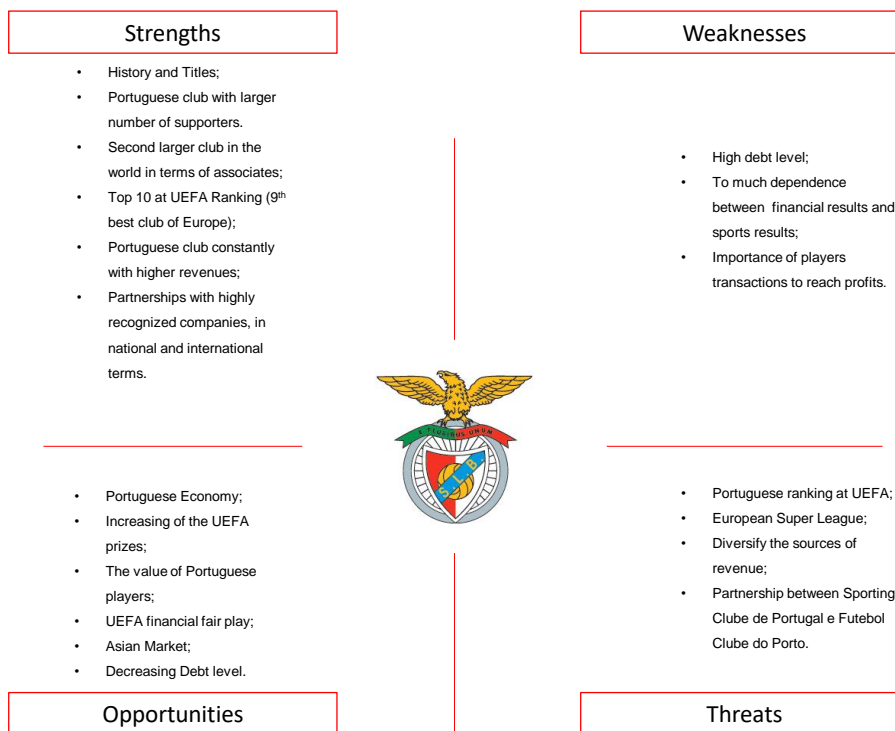 Strengths
• History and Titles;
• Portuguese club with larger
number of supporters.
• Second larger club in the
world in terms of associates;
• Top 10 at UEFA Ranking (9th
best club of Europe);
• Portuguese club constantly
with higher revenues;
• Partnerships with highly
recognized companies, in
national and international
terms.
Weaknesses
• High debt level;
• To much dependence
between financial results and
sports results;
• Importance of players
transactions to reach profits.
E PLURIBUS UNUM
S. L. B.
• Portuguese Economy;
• Increasing of the UEFA
prizes;
• The value of Portuguese
players;
• UEFA financial fair play;
• Asian Market;
• Decreasing Debt level.
Opportunities
• Portuguese ranking at UEFA;
• European Super League;
• Diversify the sources of
revenue;
• Partnership between Sporting
Clube de Portugal e Futebol
Clube do Porto.
Threats